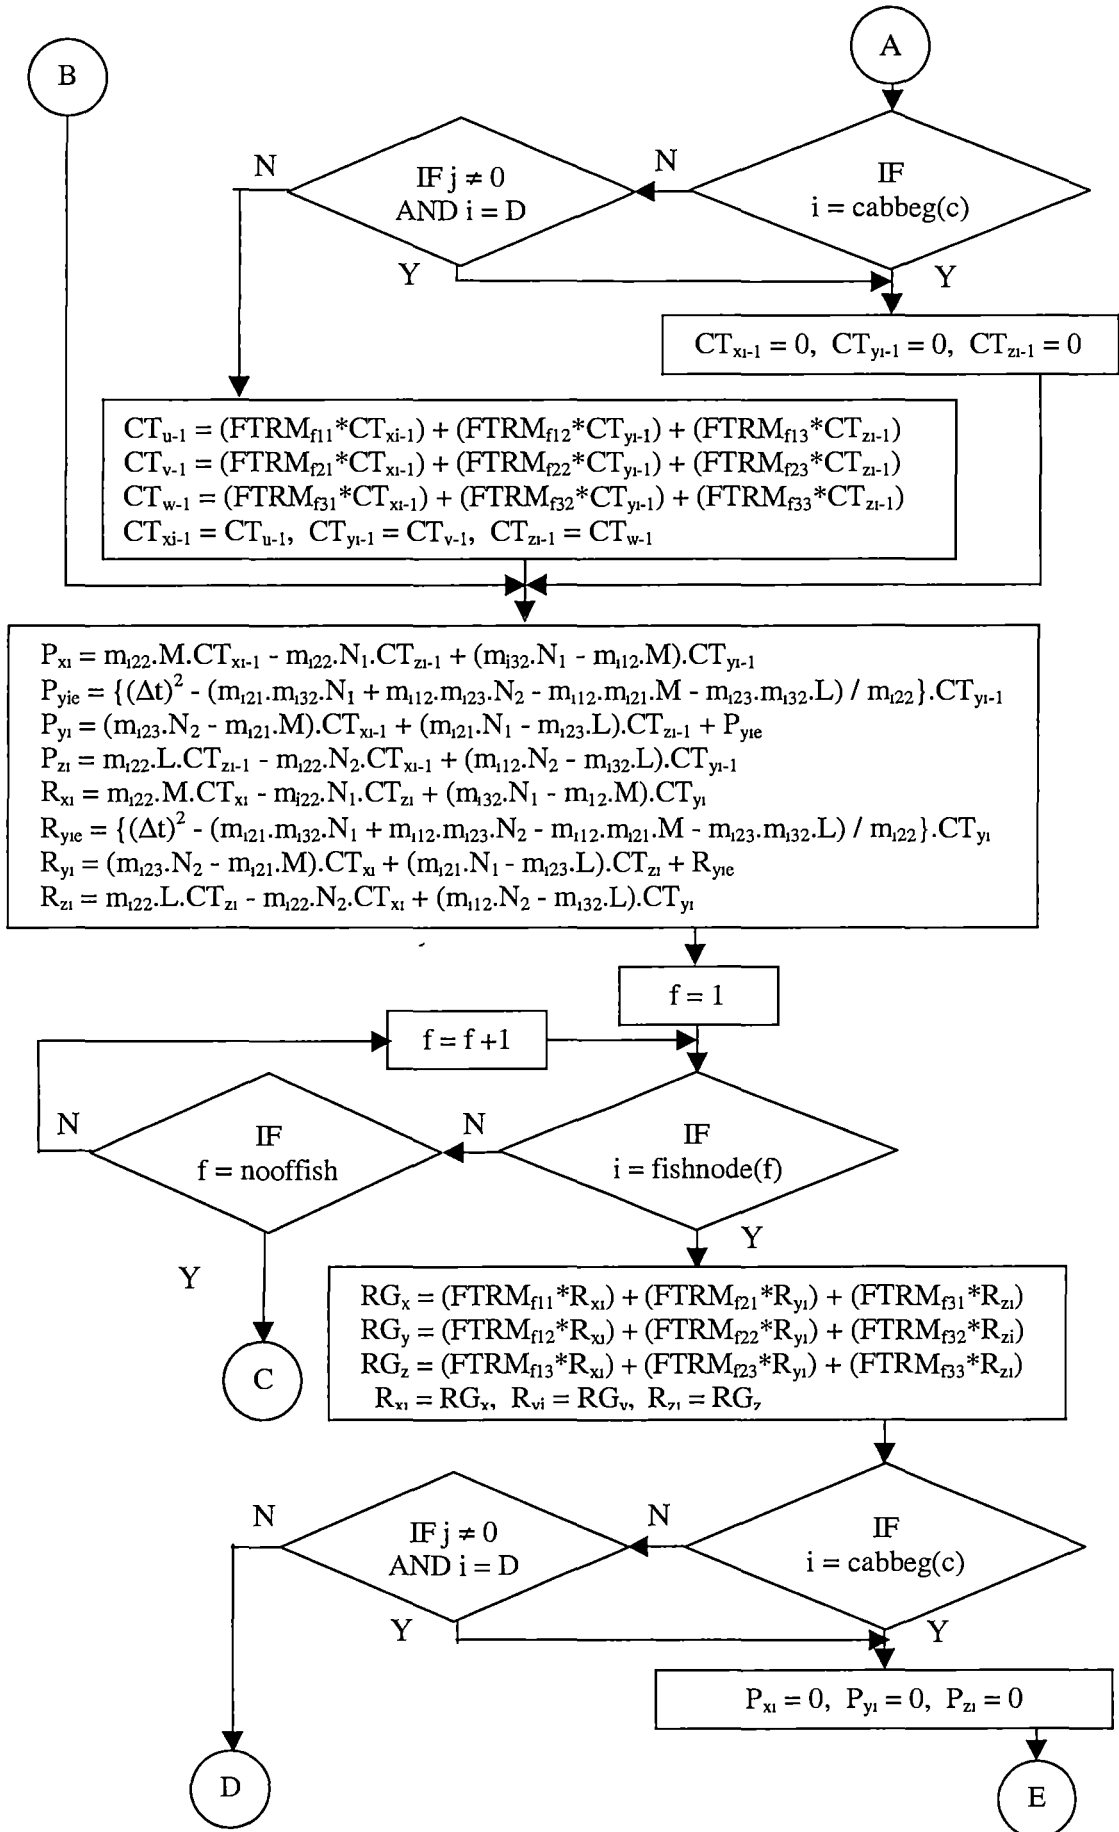 A
B
IF
i = cabbeg(c)
N
IF j ≠ 0
AND i = D
N
Y
Y
CTxi-1 = 0, CTyi-1 = 0, CTzi-1 = 0
CTu-1 = (FTRMf11*CTxi-1) + (FTRMf12*CTyi-1) + (FTRMf13*CTzi-1)
CTv-1 = (FTRMf21*CTxi-1) + (FTRMf22*CTyi-1) + (FTRMf23*CTzi-1)
CTw-1 = (FTRMf31*CTxi-1) + (FTRMf32*CTyi-1) + (FTRMf33*CTzi-1)
CTxi-1 = CTu-1, CTyi-1 = CTv-1, CTzi-1 = CTw-1
Pxi = mi22.M.CTxi-1 - mi22.N1.CTzi-1 + (mi32.N1 - mi12.M).CTyi-1
Pyie = {(Δt)² - (mi21.mi32.N1 + mi12.mi23.N2 - mi12.mi21.M - mi23.mi32.L) / mi22}.CTyi-1
Pyi = (mi23.N2 - mi21.M).CTxi-1 + (mi21.N1 - mi23.L).CTzi-1 + Pyie
Pzi = mi22.L.CTzi-1 - mi22.N2.CTxi-1 + (mi12.N2 - mi32.L).CTyi-1
Rxi = mi22.M.CTxi - mi22.N1.CTzi + (mi32.N1 - m12.M).CTyi
Ryie = {(Δt)² - (mi21.mi32.N1 + mi12.mi23.N2 - mi12.mi21.M - mi23.mi32.L) / mi22}.CTyi
Ryi = (mi23.N2 - mi21.M).CTxi + (mi21.N1 - mi23.L).CTzi + Ryie
Rzi = mi22.L.CTzi - mi22.N2.CTxi + (mi12.N2 - mi32.L).CTyi
f = 1
f = f +1
IF
i = fishnode(f)
N
IF
f = nooffish
N
Y
Y
C
RGx = (FTRMf11*Rxi) + (FTRMf21*Ryi) + (FTRMf31*Rzi)
RGy = (FTRMf12*Rxi) + (FTRMf22*Ryi) + (FTRMf32*Rzi)
RGz = (FTRMf13*Rxi) + (FTRMf23*Ryi) + (FTRMf33*Rzi)
Rxi = RGx, Ryi = RGy, Rzi = RGz
IF
i = cabbeg(c)
N
IF j ≠ 0
AND i = D
N
Y
Y
Pxi = 0, Pyi = 0, Pzi = 0
D
E